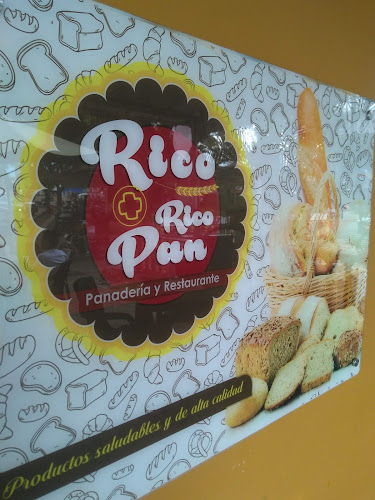 Rico
Rico
Pan
Panadería y Restaurante
Productos saludables y de alta calidad